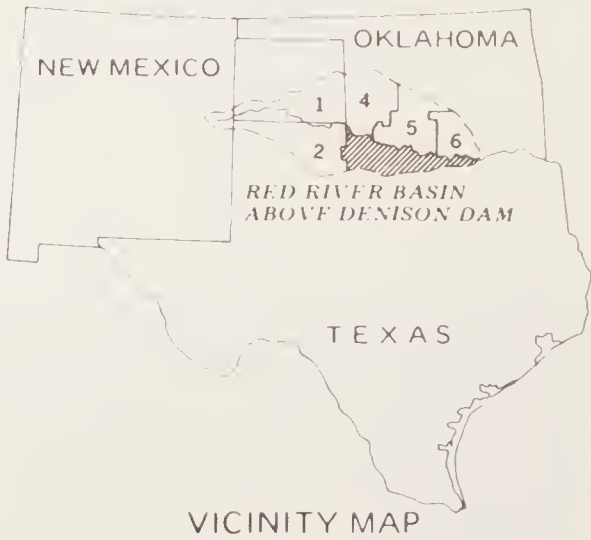 OKLAHOMA
NEW MEXICO
1
4
5
6
2
RED RIVER BASIN
ABOVE DENISON DAM
TEXAS
VICINITY MAP